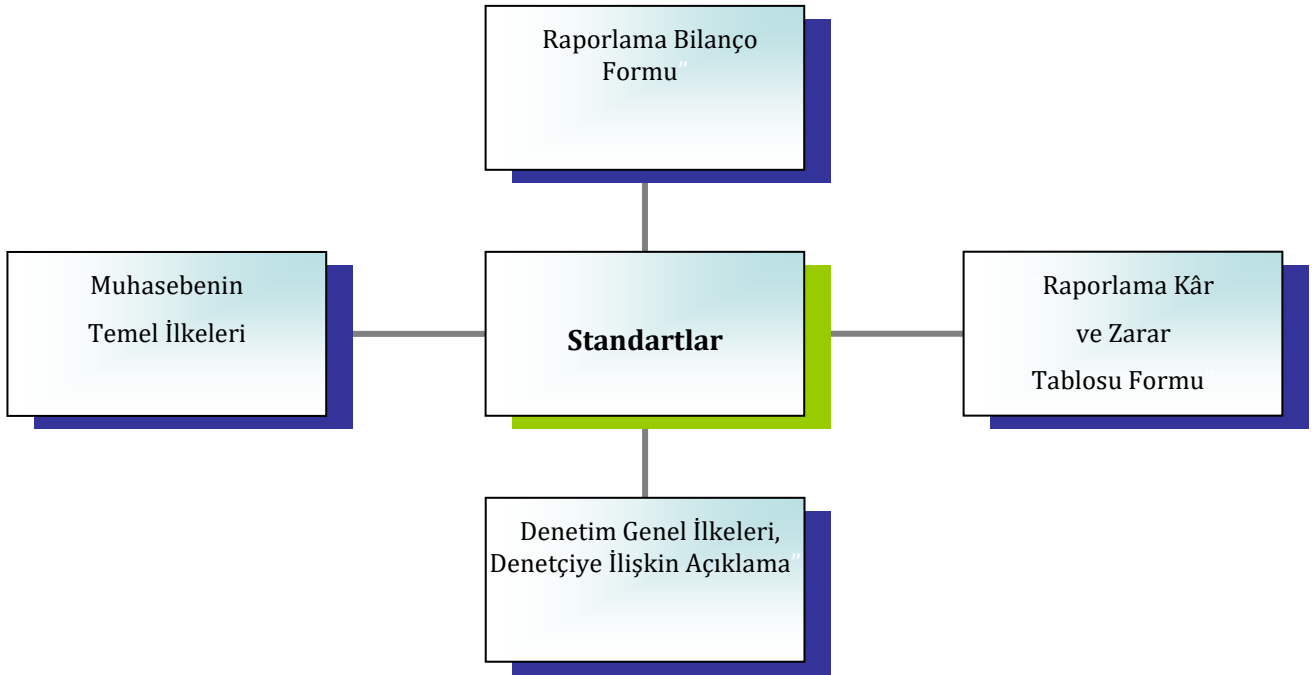 Raporlama Bilanço
Formu”
Muhasebenin
Temel İlkeleri
Standartlar
Raporlama Kâr
ve Zarar
Tablosu Formu”
Denetim Genel İlkeleri,
Denetçiye İlişkin Açıklama”